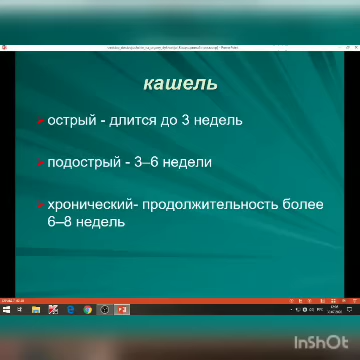 кашель
острый - длится до 3 недель
подострый - 3–6 недели
хронический- продолжительность более
6–8 недель
InShOt